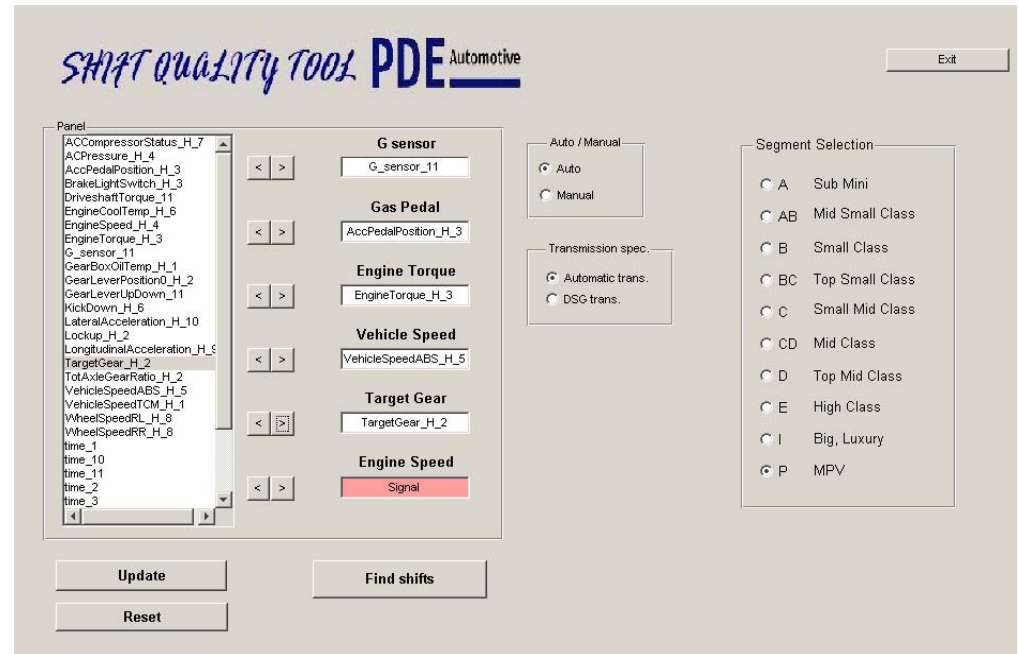 SHIFT QUALITY TOOL PDE Automotive
Exit
Panel
ACCompressorStatus_H_7
ACPressure_H_4
AccPedalPosition_H_3
BrakeLightSwitch_H_3
DriveshaftTorque_11
EngineCoolTemp_H_6
EngineSpeed_H_4
EngineTorque_H_3
G_sensor_11
GearBoxOilTemp_H_1
GearLeverPosition0_H_2
GearLeverUpDown_11
KickDown_H_6
LateralAcceleration_H_10
Lockup_H_2
LongitudinalAcceleration_H_9
TargetGear_H_2
TotAxleGearRatio_H_2
VehicleSpeedABS_H_5
VehicleSpeedTCM_H_1
WheelSpeedRL_H_8
WheelSpeedRR_H_8
time_1
time_10
time_11
time_2
time_3
G sensor
< > G_sensor_11
Gas Pedal
< > AccPedalPosition_H_3
Engine Torque
< > EngineTorque_H_3
Vehicle Speed
< > VehicleSpeedABS_H_5
Target Gear
< > TargetGear_H_2
Engine Speed
< > Signal
Auto / Manual
Auto
Manual
Transmission spec.
Automatic trans.
DSG trans.
Segment Selection
A Sub Mini
AB Mid Small Class
B Small Class
BC Top Small Class
C Small Mid Class
CD Mid Class
D Top Mid Class
E High Class
I Big, Luxury
P MPV
Update
Find shifts
Reset